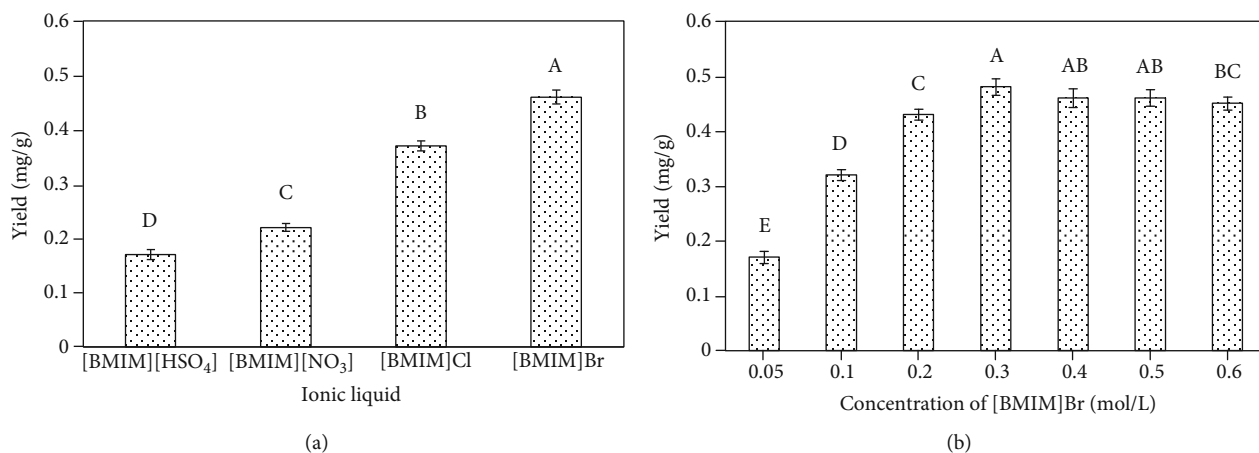 0.6
0.5
0.4
0.3
0.2
0.1
0
Yield (mg/g)
D
C
B
A
[BMIM][HSO₄]
[BMIM][NO₃]
[BMIM]Cl
[BMIM]Br
Ionic liquid
(a)
0.6
0.5
0.4
0.3
0.2
0.1
0
Yield (mg/g)
E
D
C
A
AB
AB
BC
0.05
0.1
0.2
0.3
0.4
0.5
0.6
Concentration of [BMIM]Br (mol/L)
(b)